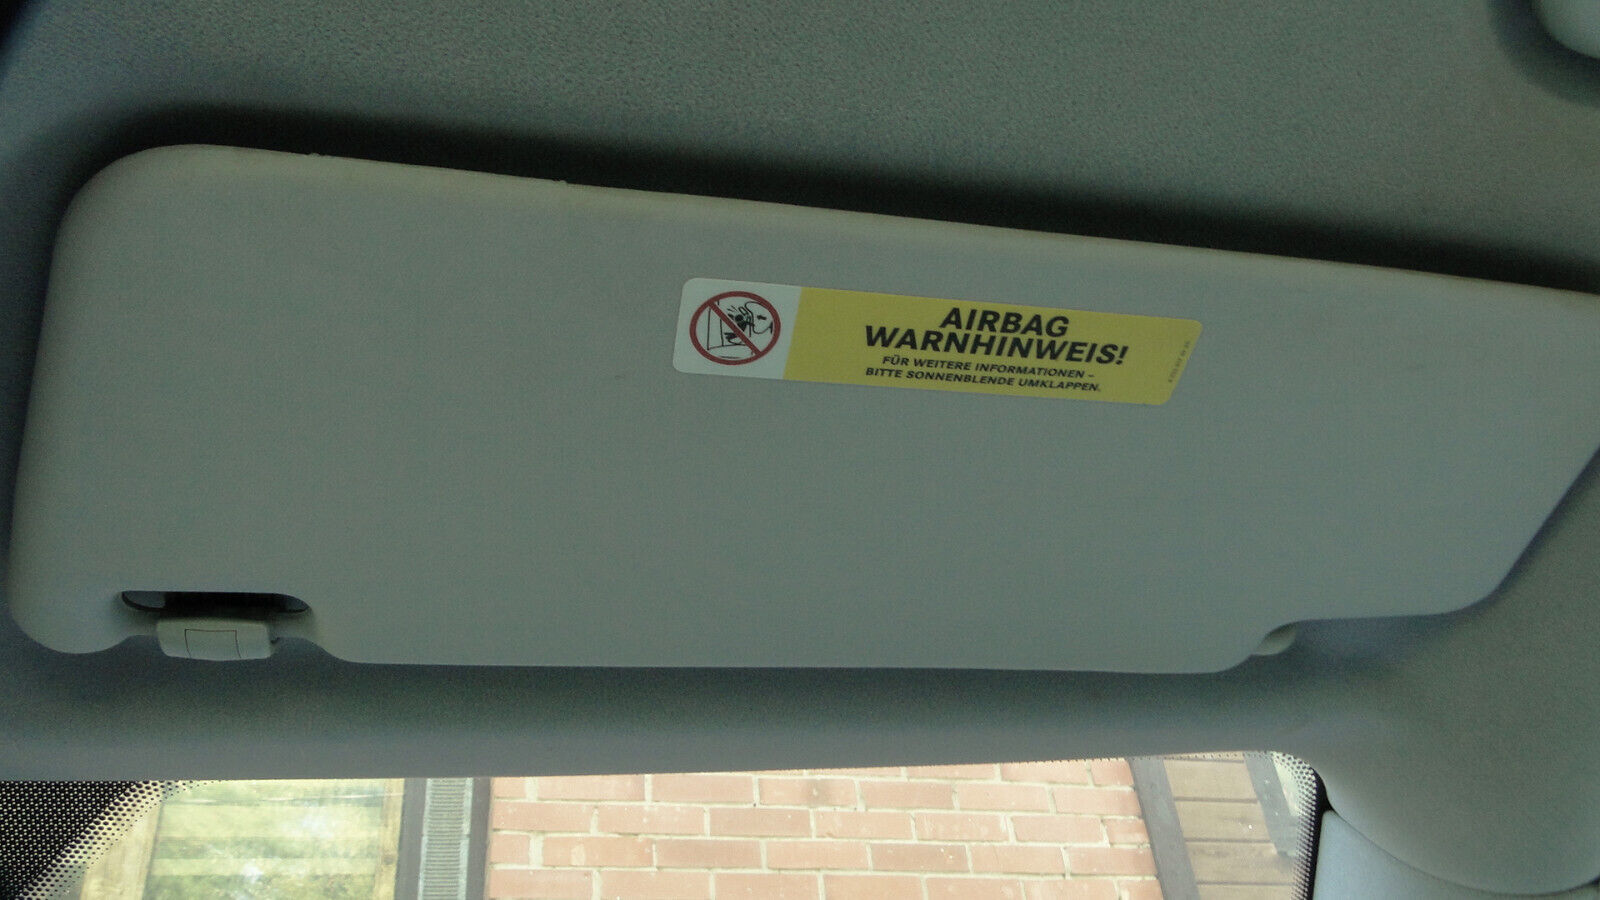 AIRBAG
WARNHINWEIS!
FÜR WEITERE INFORMATIONEN –
BITTE SONNENBLENDE UMKLAPPEN.